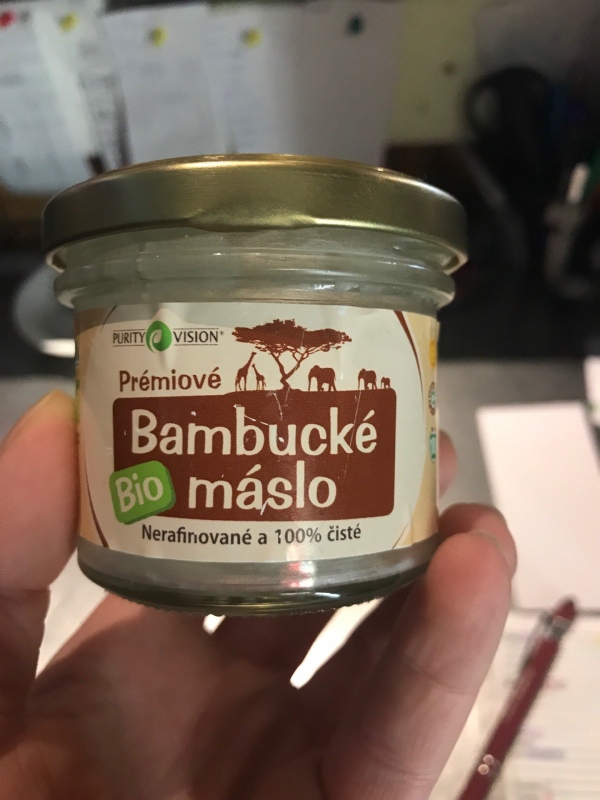 PURITY VISION®
Prémiové
Bambucké
Bio máslo
Nerafinované a 100% čisté